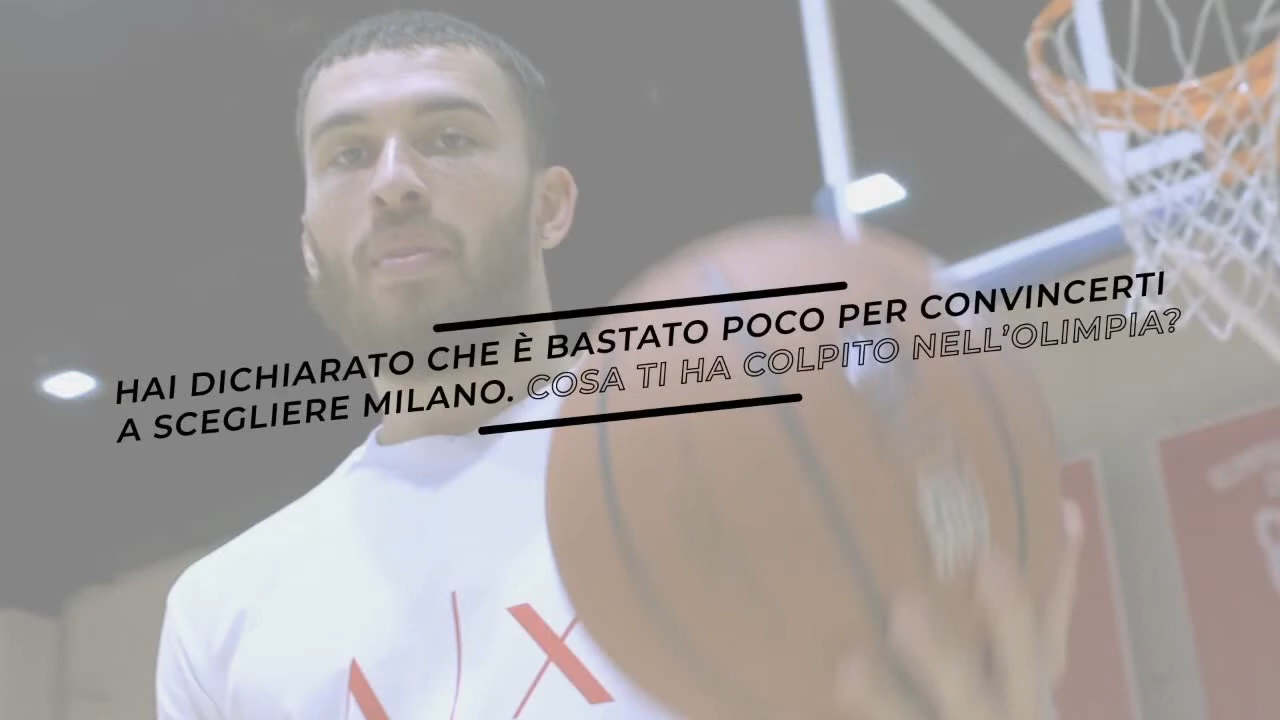 HAI DICHIARATO CHE È BASTATO POCO PER CONVINCERTI
A SCEGLIERE MILANO. COSA TI HA COLPITO NELL'OLIMPIA?
A|X